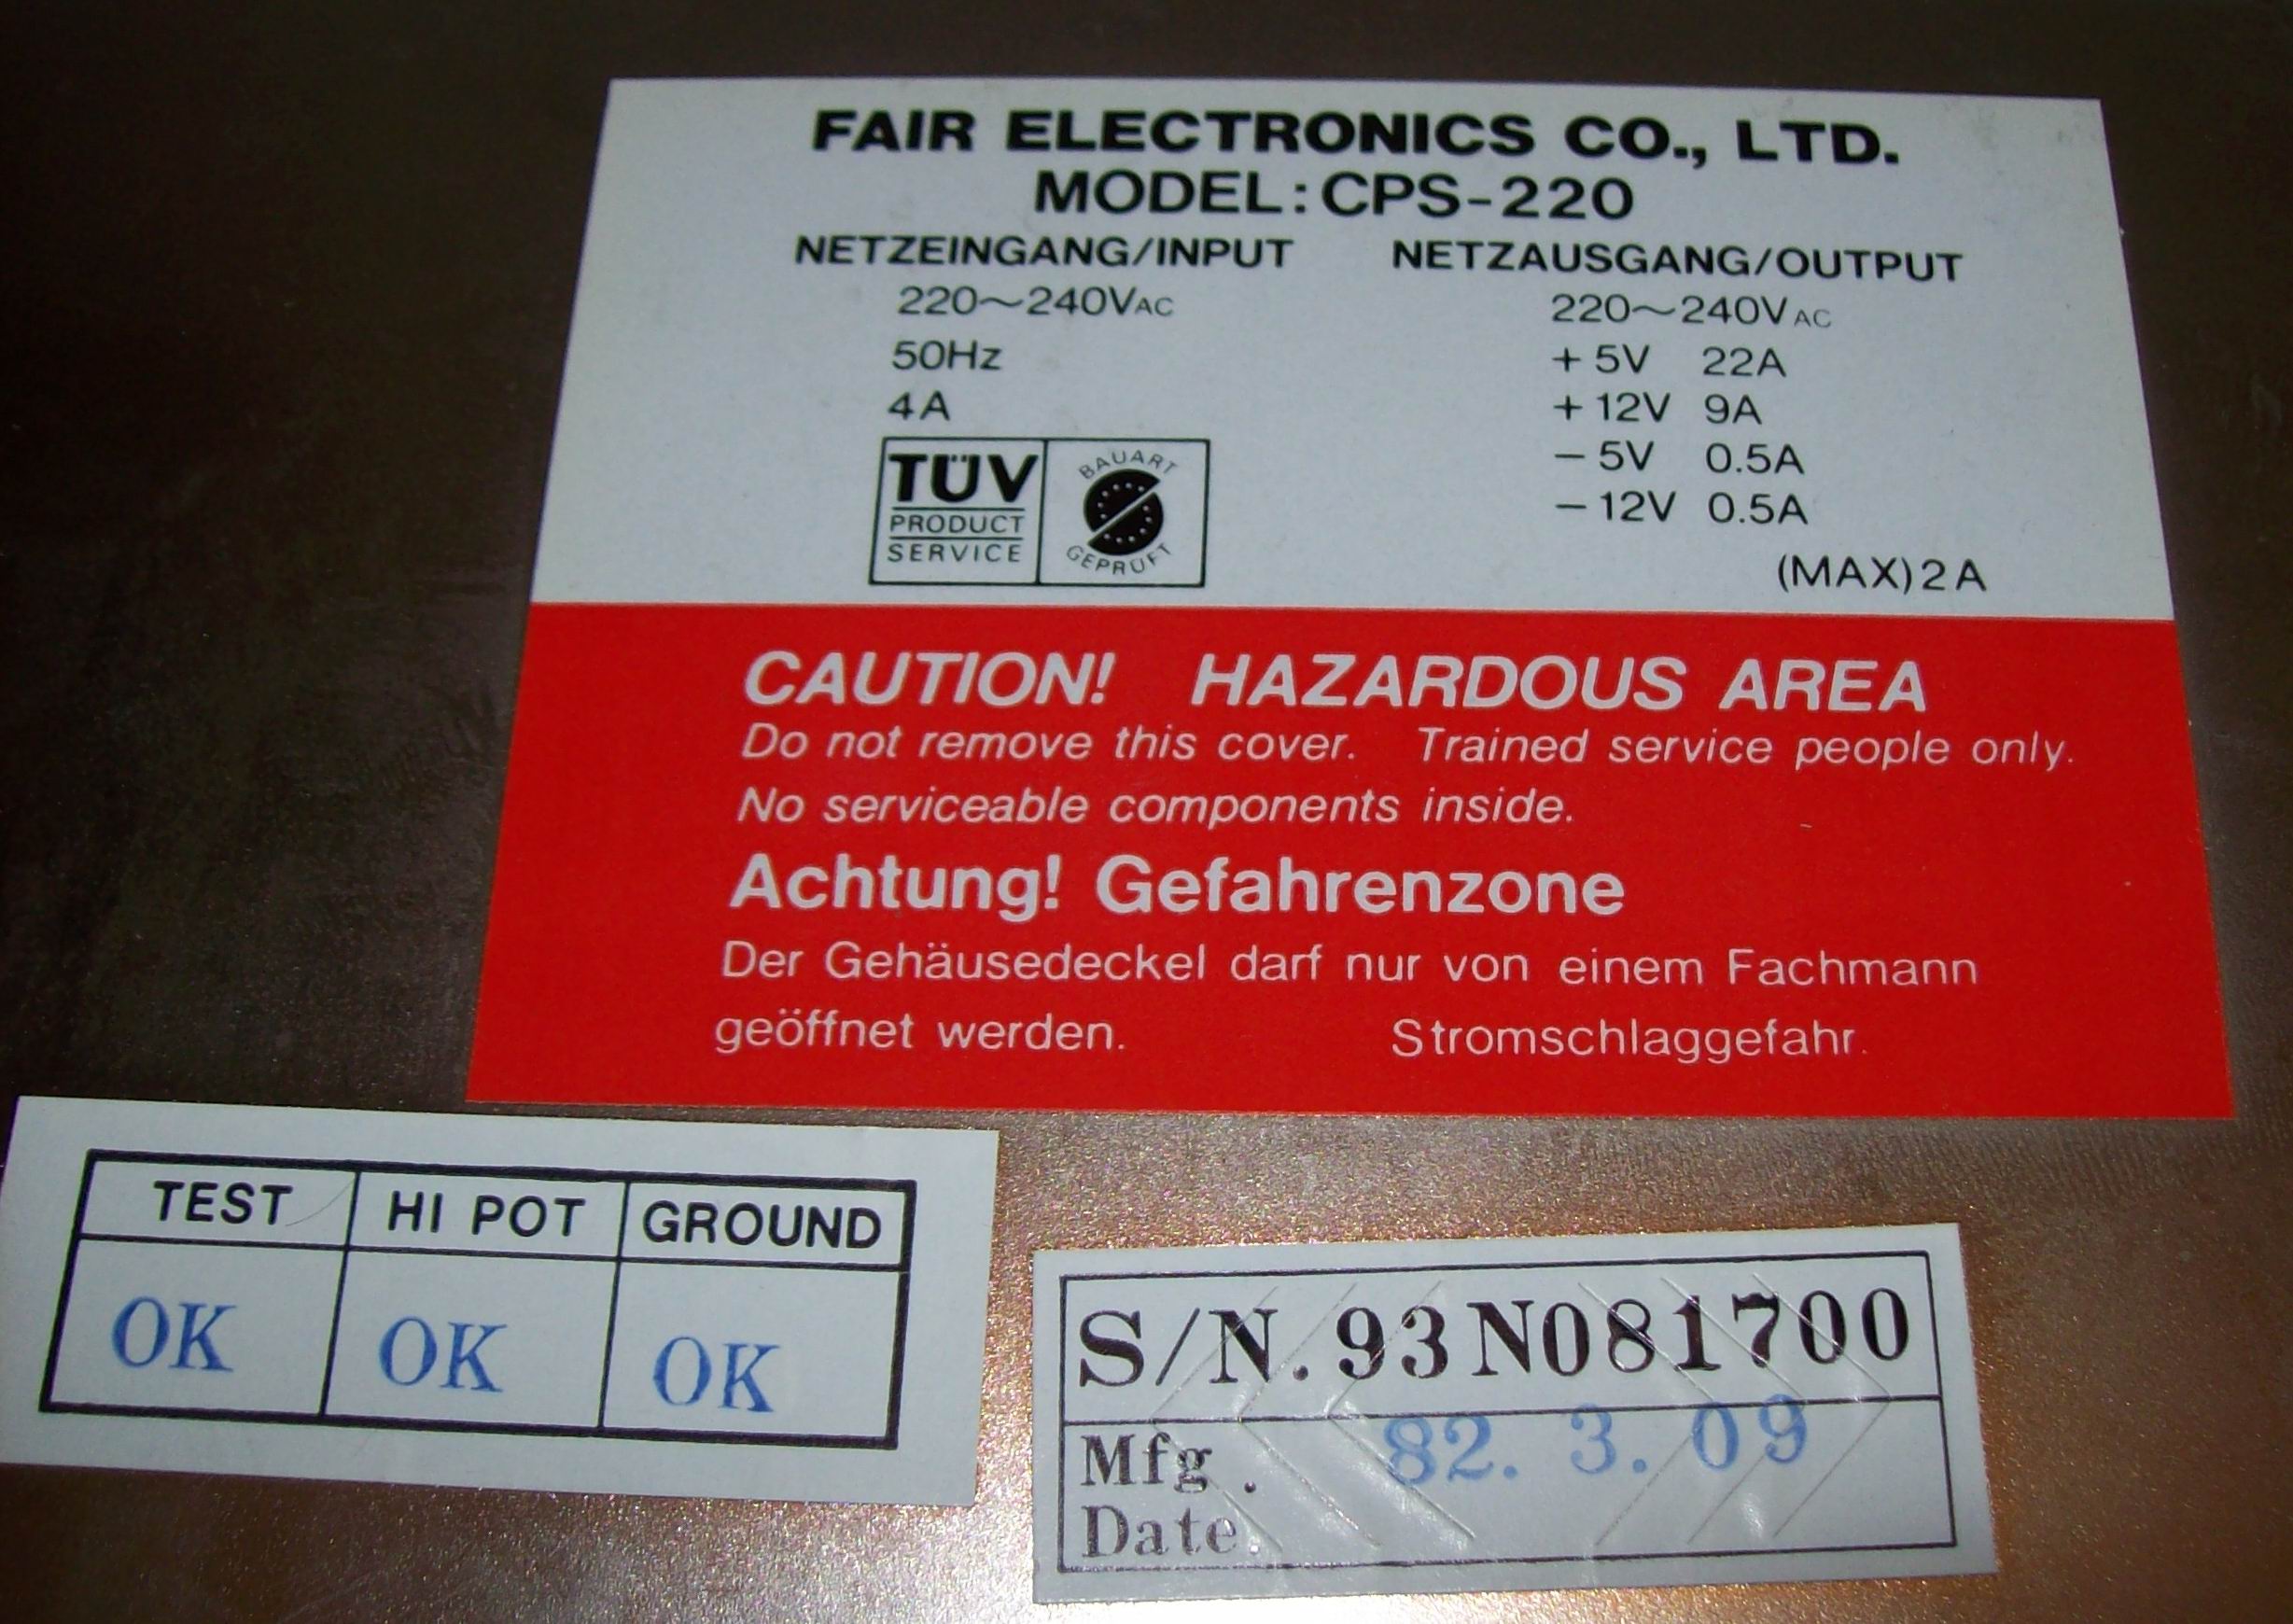 FAIR ELECTRONICS CO., LTD.
MODEL: CPS-220
NETZEINGANG/INPUT NETZAUSGANG/OUTPUT
220~240VAC 220~240VAC
50Hz +5V 22A
4A +12V 9A
-5V 0.5A
-12V 0.5A
(MAX)2A
TÜV
PRODUCT
SERVICE
BAUART
GEPRÜFT
CAUTION! HAZARDOUS AREA
Do not remove this cover. Trained service people only.
No serviceable components inside.
Achtung! Gefahrenzone
Der Gehäusedeckel darf nur von einem Fachmann
geöffnet werden. Stromschlaggefahr.
TEST HI POT GROUND
OK OK OK
S/N. 93N081700
Mfg. 82. 3. 09
Date.